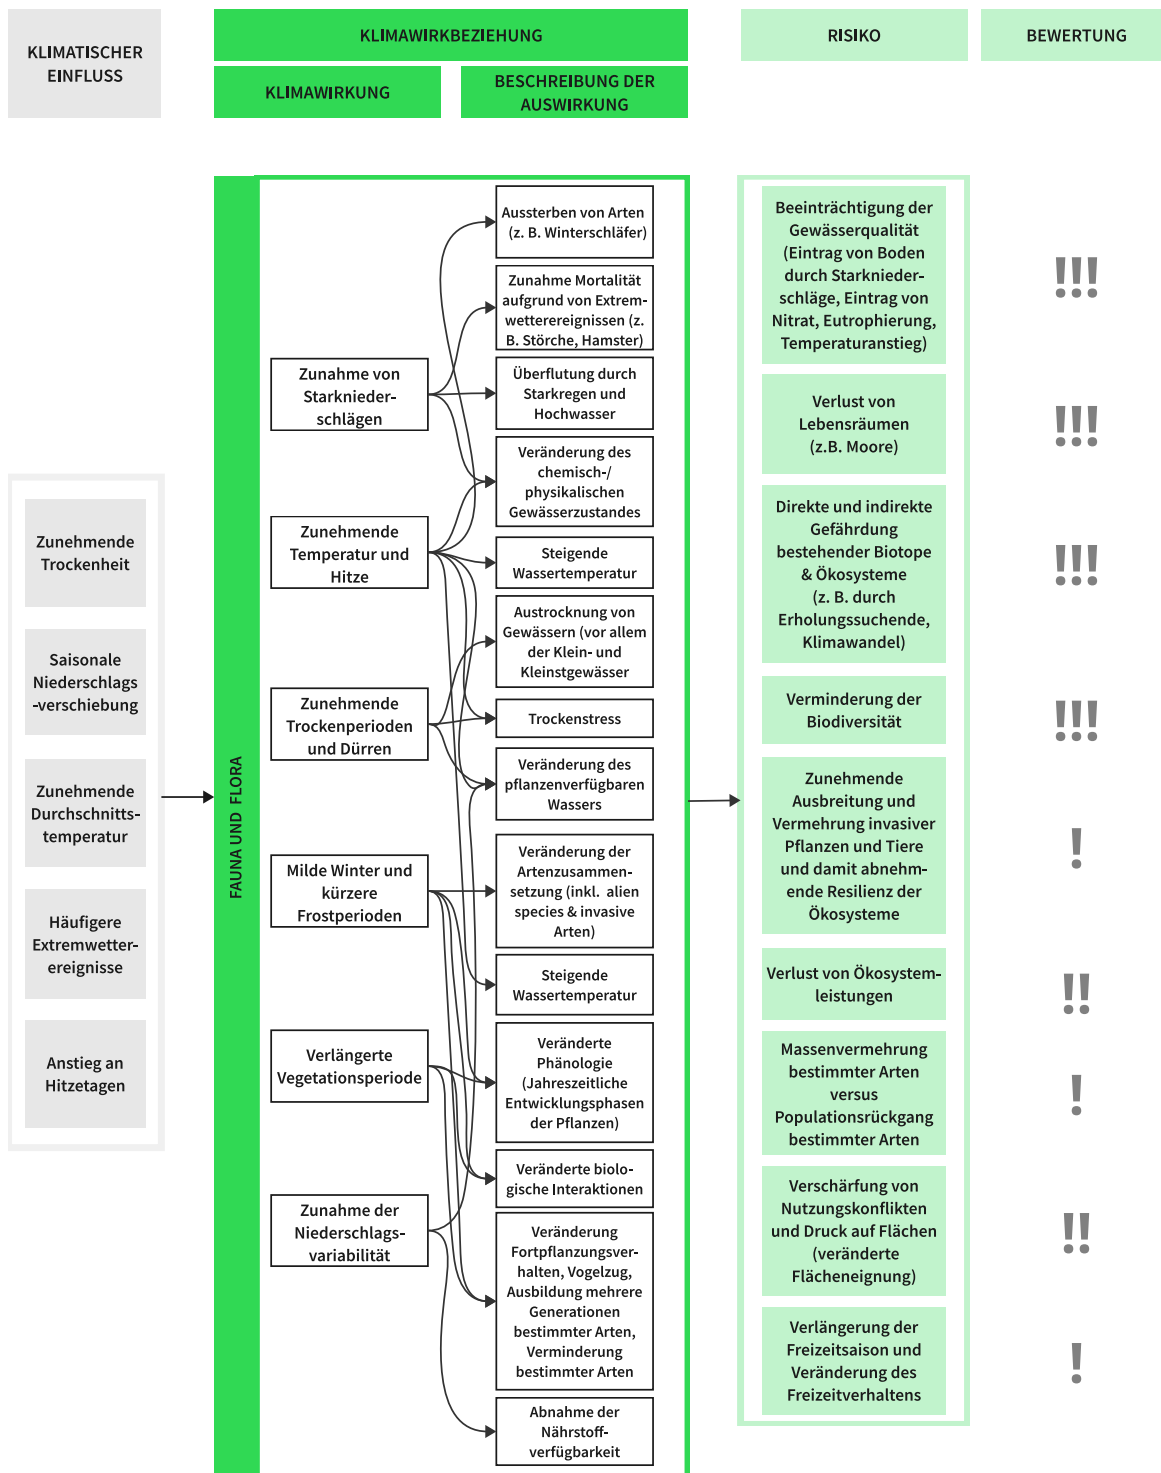 KLIMATISCHER
EINFLUSS
KLIMAWIRKBEZIEHUNG
KLIMAWIRKUNG
BESCHREIBUNG DER
AUSWIRKUNG
RISIKO
BEWERTUNG
Zunehmende
Trockenheit
Saisonale
Niederschlags
-verschiebung
Zunehmende
Durchschnitts-
temperatur
Häufigere
Extremwetter-
ereignisse
Anstieg an
Hitzetagen
FAUNA UND FLORA
Zunahme von
Starknieder-
schlägen
Zunehmende
Temperatur und
Hitze
Zunehmende
Trockenperioden
und Dürren
Milde Winter und
kürzere
Frostperioden
Verlängerte
Vegetationsperiode
Zunahme der
Niederschlags-
variabilität
Aussterben von Arten
(z. B. Winterschläfer)
Zunahme Mortalität
aufgrund von Extrem-
wetterereignissen (z.
B. Störche, Hamster)
Überflutung durch
Starkregen und
Hochwasser
Veränderung des
chemisch-/
physikalischen
Gewässerzustandes
Steigende
Wassertemperatur
Austrocknung von
Gewässern (vor allem
der Klein- und
Kleinstgewässer
Trockenstress
Veränderung des
pflanzenverfügbaren
Wassers
Veränderung der
Artenzusammen-
setzung (inkl. alien
species & invasive
Arten)
Steigende
Wassertemperatur
Veränderte
Phänologie
(Jahreszeitliche
Entwicklungsphasen
der Pflanzen)
Veränderte biolo-
gische Interaktionen
Veränderung
Fortpflanzungsver-
halten, Vogelzug,
Ausbildung mehrere
Generationen
bestimmter Arten,
Verminderung
bestimmter Arten
Abnahme der
Nährstoff-
verfügbarkeit
Beeinträchtigung der
Gewässerqualität
(Eintrag von Boden
durch Starknieder-
schläge, Eintrag von
Nitrat, Eutrophierung,
Temperaturanstieg)
!!!
Verlust von
Lebensräumen
(z.B. Moore)
!!!
Direkte und indirekte
Gefährdung
bestehender Biotope
& Ökosysteme
(z. B. durch
Erholungssuchende,
Klimawandel)
!!!
Verminderung der
Biodiversität
!!!
Zunehmende
Ausbreitung und
Vermehrung invasiver
Pflanzen und Tiere
und damit abnehm-
ende Resilienz der
Ökosysteme
!
Verlust von Ökosystem-
leistungen
!!
Massenvermehrung
bestimmter Arten
versus
Populationsrückgang
bestimmter Arten
!
Verschärfung von
Nutzungskonflikten
und Druck auf Flächen
(veränderte
Flächeneignung)
!!
Verlängerung der
Freizeitsaison und
Veränderung des
Freizeitverhaltens
!